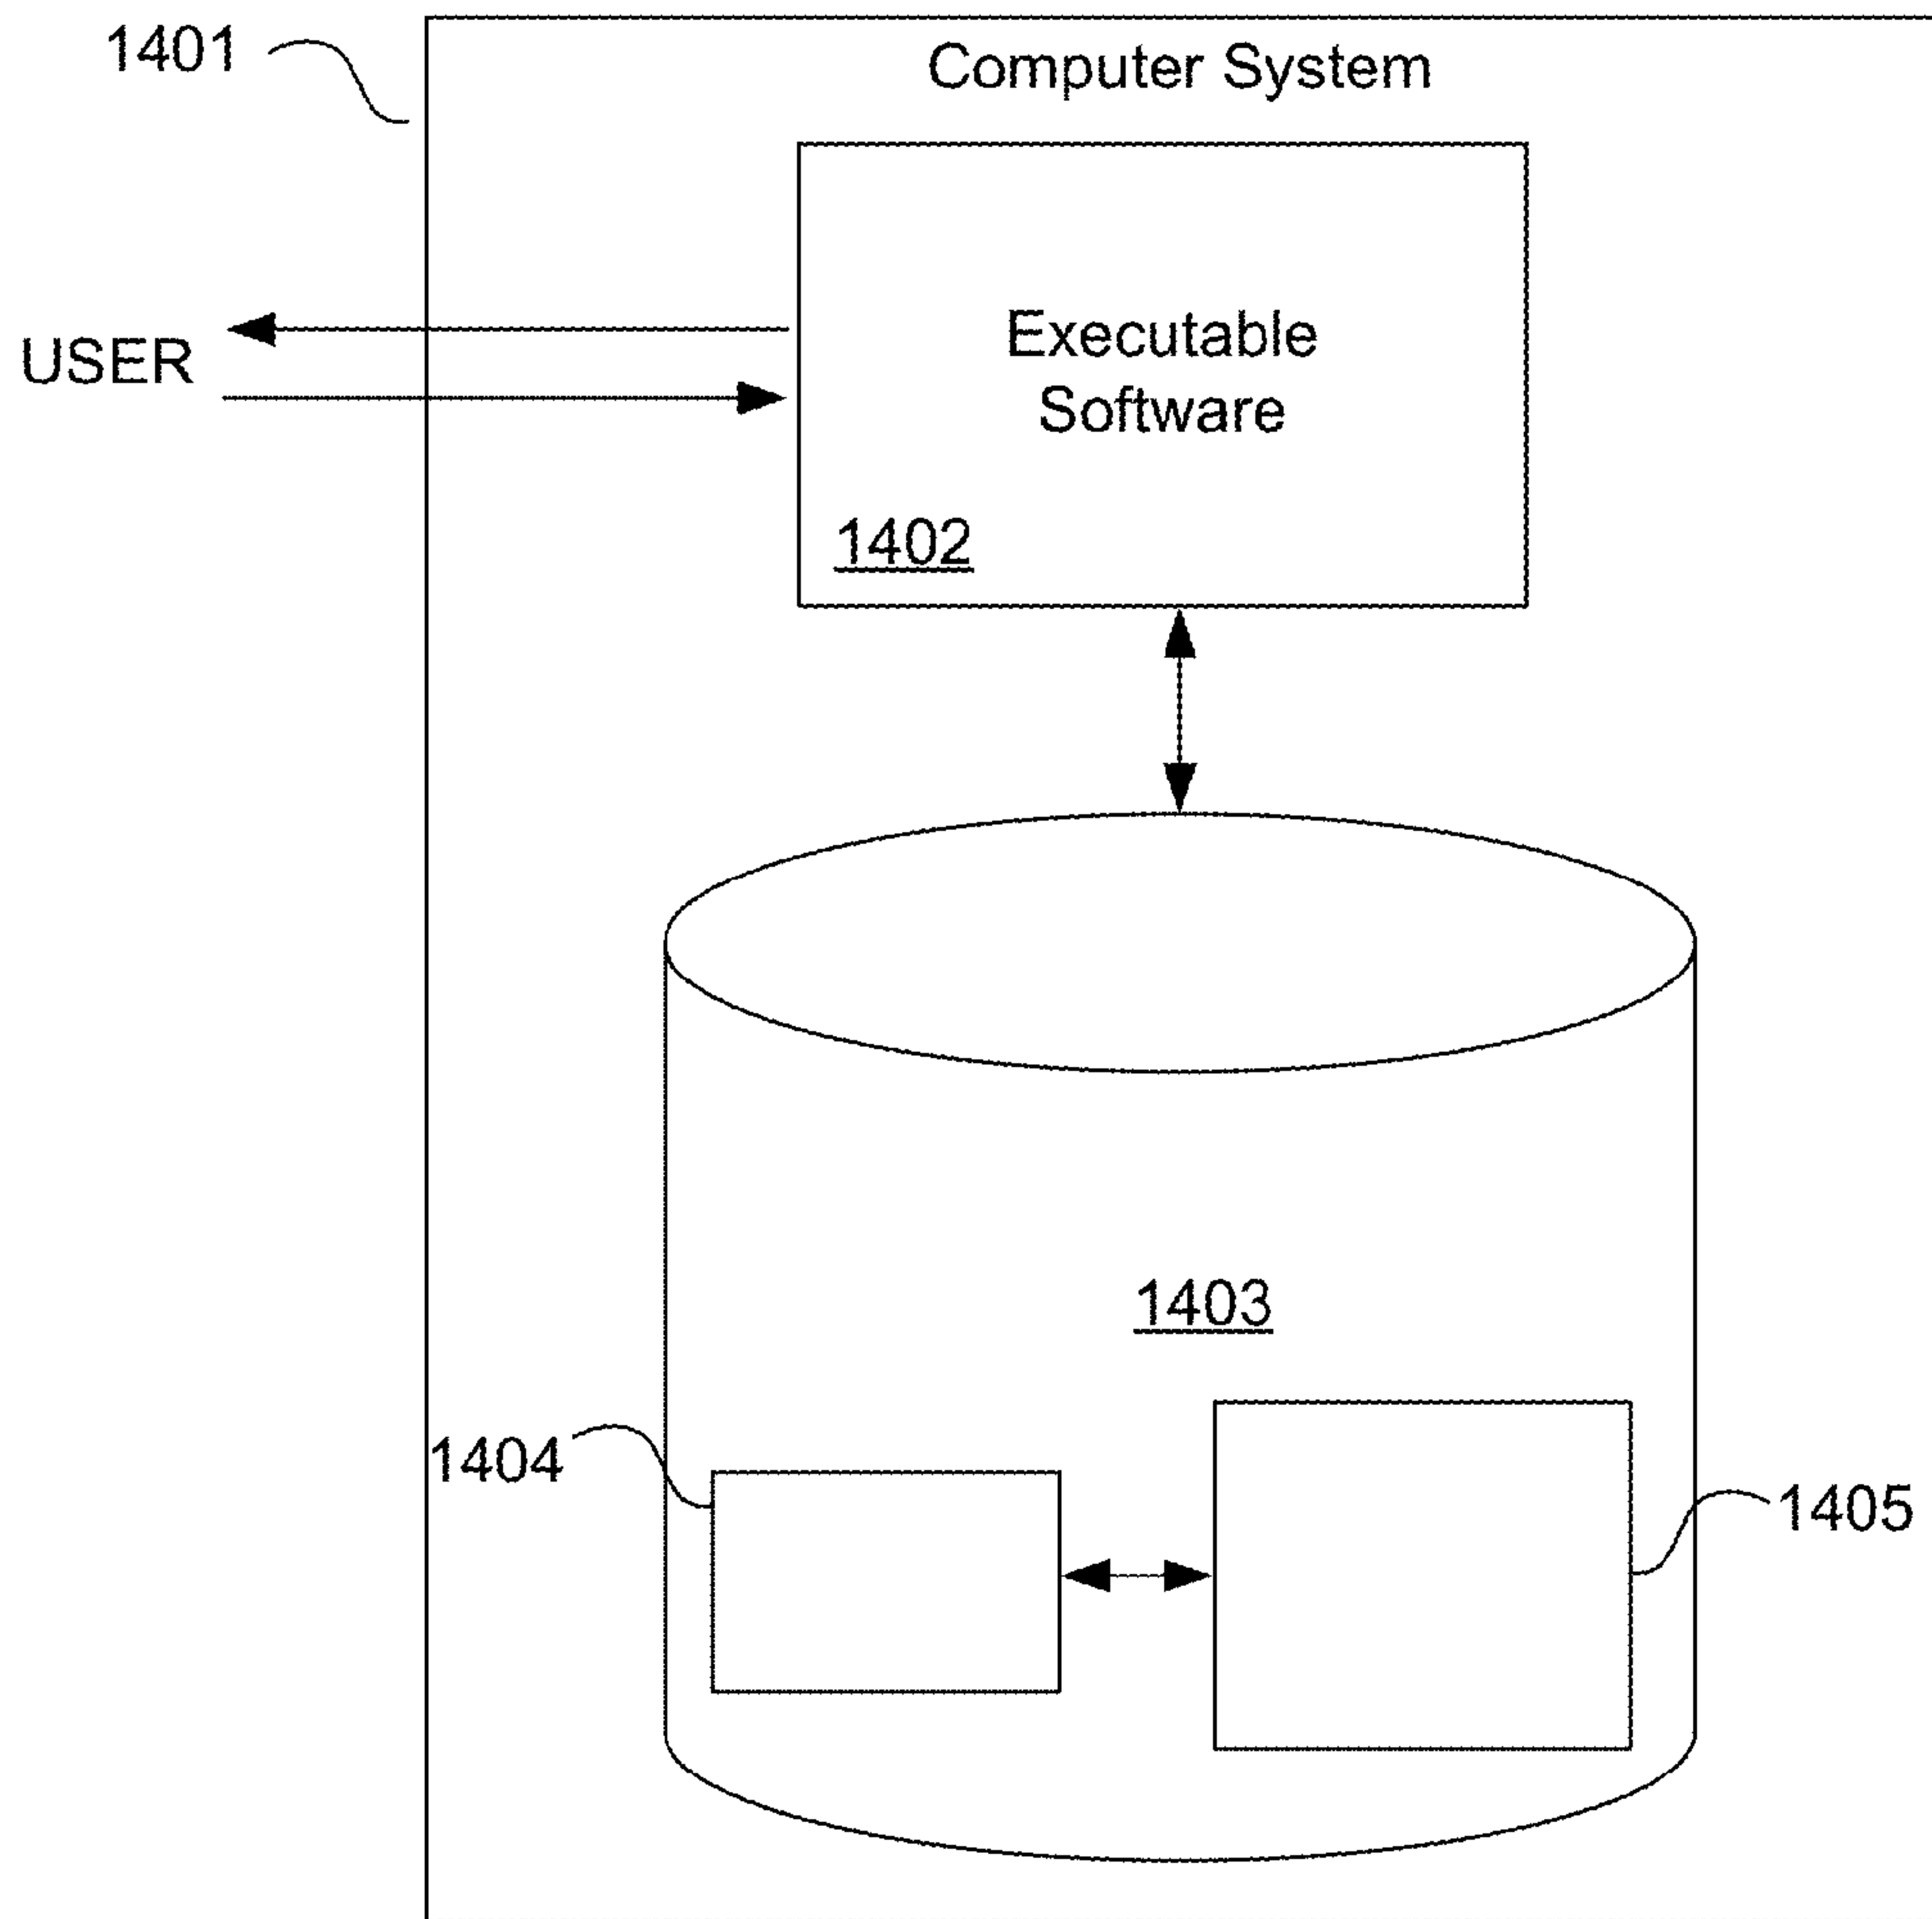 1401
Computer System
USER
Executable
Software
1402
1403
1404
1405